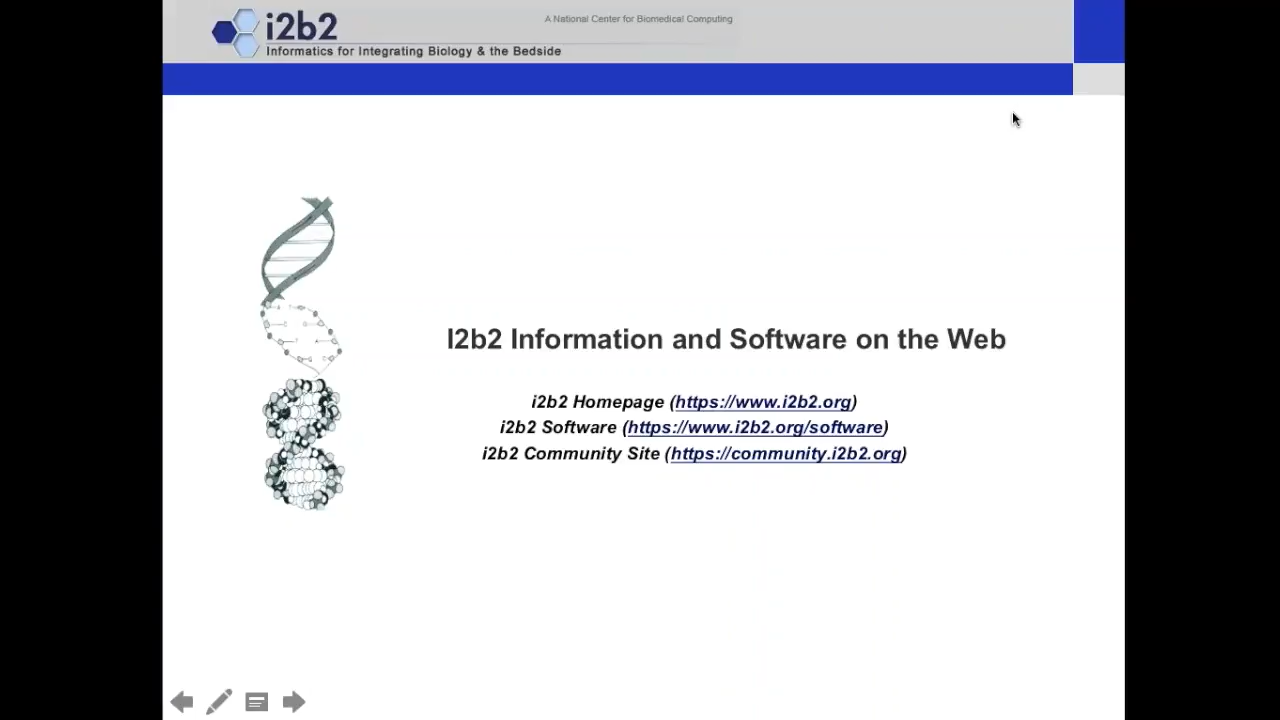 i2b2
A National Center for Biomedical Computing
Informatics for Integrating Biology & the Bedside
I2b2 Information and Software on the Web
i2b2 Homepage (https://www.i2b2.org)
i2b2 Software (https://www.i2b2.org/software)
i2b2 Community Site (https://community.i2b2.org)